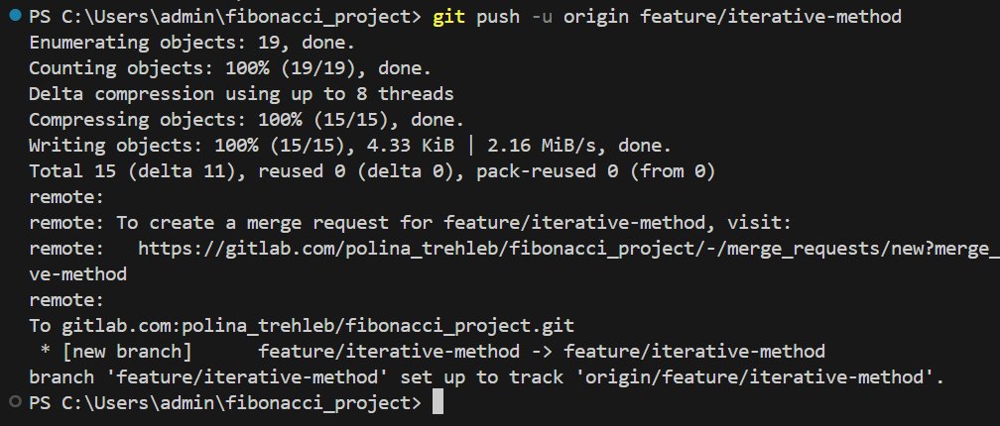 PS C:\Users\admin\fibonacci_project> git push -u origin feature/iterative-method
Enumerating objects: 19, done.
Counting objects: 100% (19/19), done.
Delta compression using up to 8 threads
Compressing objects: 100% (15/15), done.
Writing objects: 100% (15/15), 4.33 KiB | 2.16 MiB/s, done.
Total 15 (delta 11), reused 0 (delta 0), pack-reused 0 (from 0)
remote:
remote: To create a merge request for feature/iterative-method, visit:
remote:   https://gitlab.com/polina_trehleb/fibonacci_project/-/merge_requests/new?merge_
ve-method
remote:
To gitlab.com:polina_trehleb/fibonacci_project.git
 * [new branch]      feature/iterative-method -> feature/iterative-method
branch 'feature/iterative-method' set up to track 'origin/feature/iterative-method'.
PS C:\Users\admin\fibonacci_project>